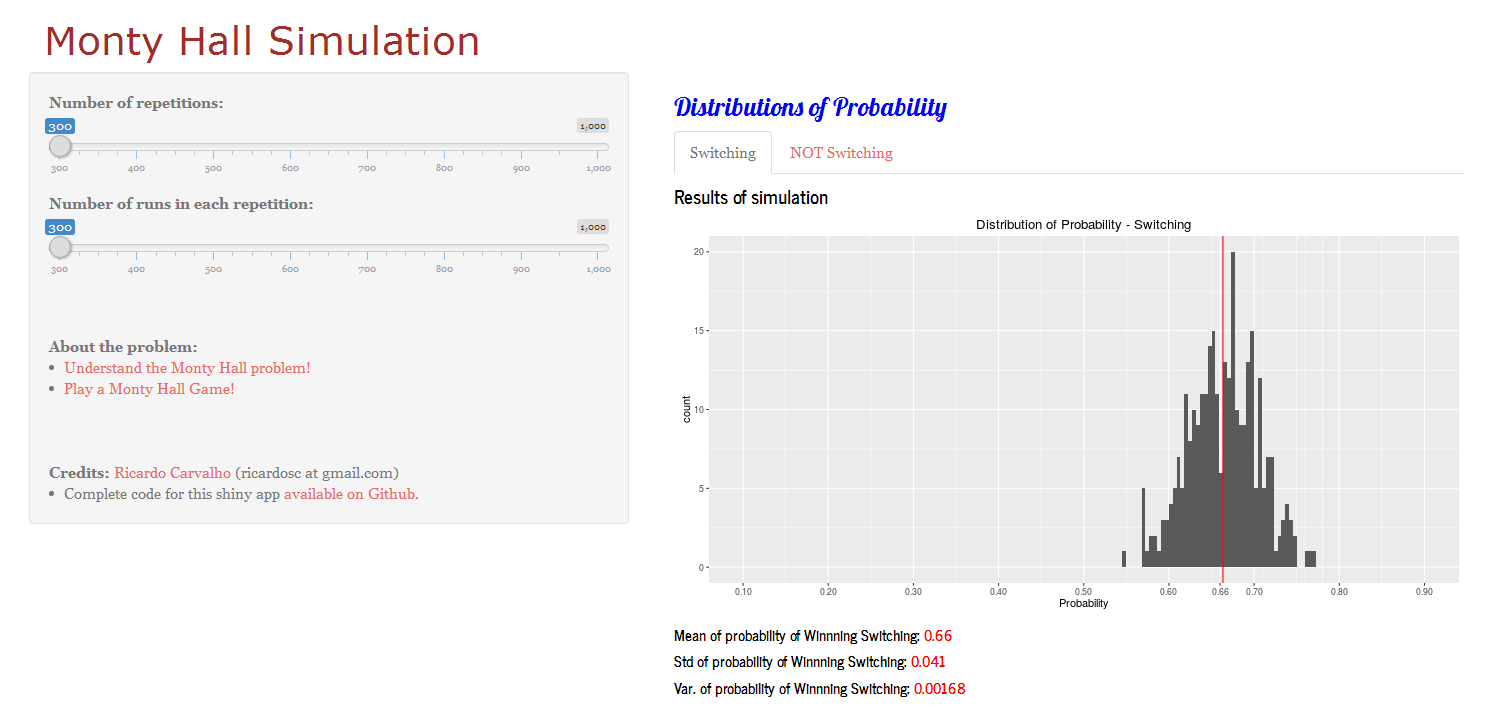 Monty Hall Simulation
Number of repetitions:
300 1,000
300 400 500 600 700 800 900 1,000
Number of runs in each repetition:
300 1,000
300 400 500 600 700 800 900 1,000
About the problem:
• Understand the Monty Hall problem!
• Play a Monty Hall Game!
Credits: Ricardo Carvalho (ricardosc at gmail.com)
• Complete code for this shiny app available on Github.
Distributions of Probability
Switching NOT Switching
Results of simulation
Distribution of Probability - Switching
20
15
10
5
0
count
0.10 0.20 0.30 0.40 0.50 0.60 0.66 0.70 0.80 0.90
Probability
Mean of probability of Winnning Switching: 0.66
Std of probability of Winnning Switching: 0.041
Var. of probability of Winnning Switching: 0.00168